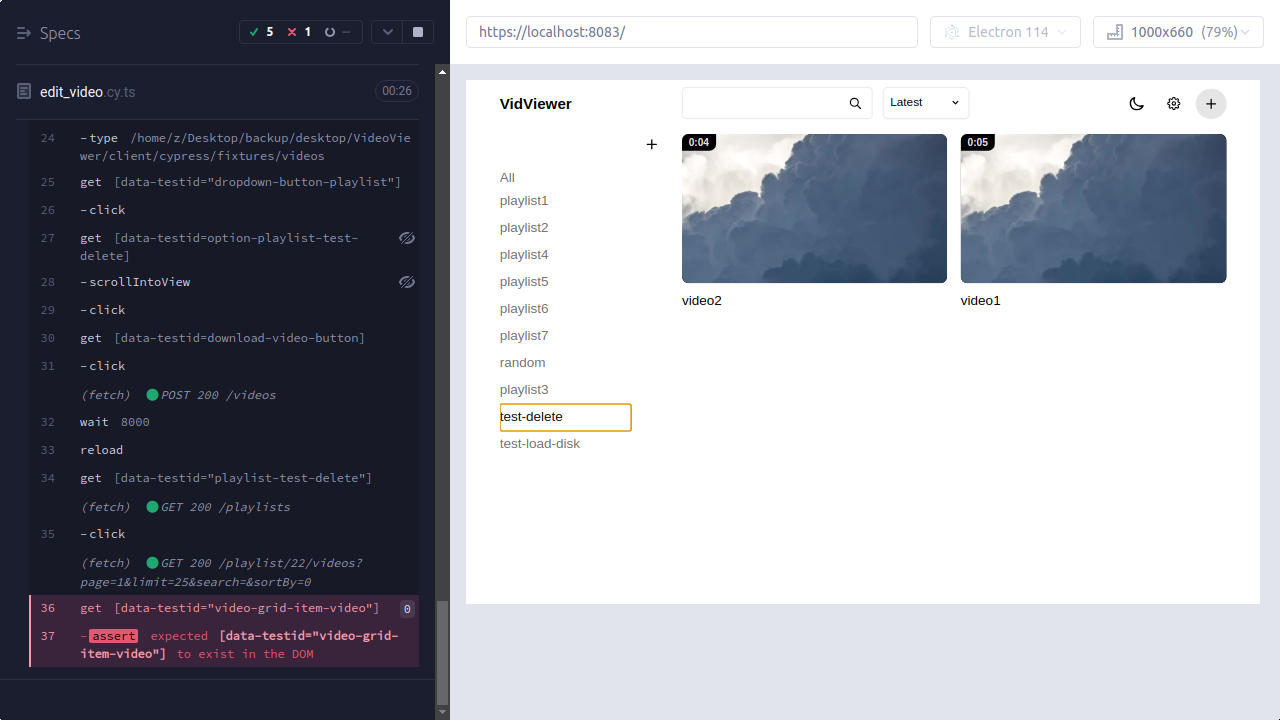 Specs
5
1
--
edit_video.cy.ts
00:26
24 -type /home/z/Desktop/backup/desktop/VideoVie
wer/client/cypress/fixtures/videos
25 get [data-testid="dropdown-button-playlist"]
26 -click
27 get [data-testid=option-playlist-test-
delete]
28 -scrollIntoView
29 -click
30 get [data-testid=download-video-button]
31 -click
(fetch) POST 200 /videos
32 wait 8000
33 reload
34 get [data-testid="playlist-test-delete"]
(fetch) GET 200 /playlists
35 -click
(fetch) GET 200 /playlist/22/videos?
page=1&limit=25&search=&sortBy=0
36 get [data-testid="video-grid-item-video"] 0
37 -assert expected [data-testid="video-grid-
item-video"] to exist in the DOM
https://localhost:8083/
Electron 114
1000x660 (79%)
VidViewer
Latest
All
playlist1
playlist2
playlist4
playlist5
playlist6
playlist7
random
playlist3
test-delete
test-load-disk
0:04
video2
0:05
video1